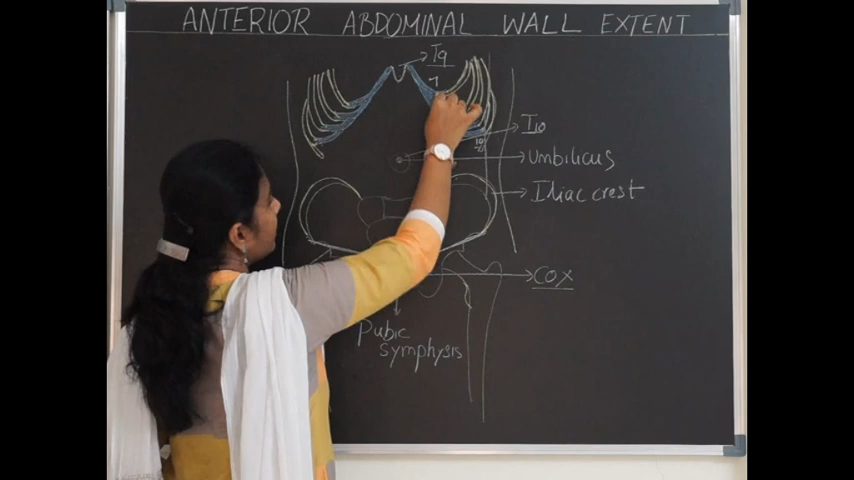 ANTERIOR ABDOMINAL WALL EXTENT
T9
7
T10
10
Umbilicus
Iliac crest
COX
Pubic
symphysis